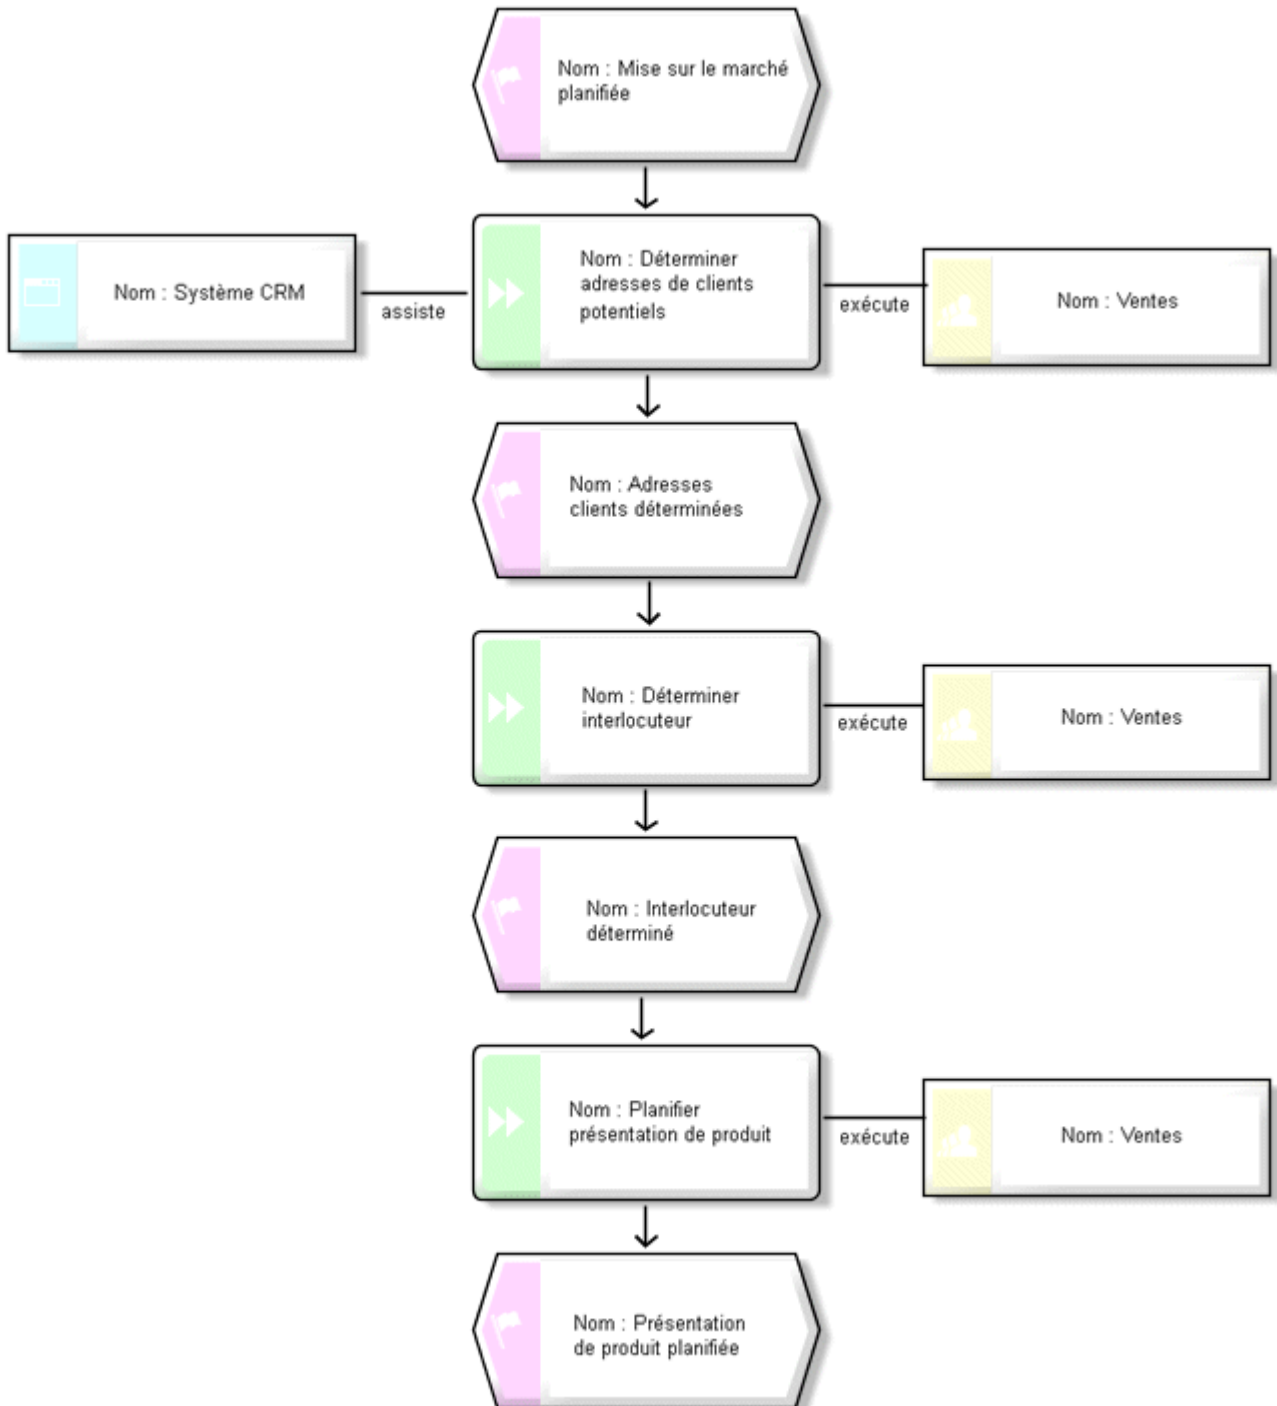 Nom : Mise sur le marché
planifiée
Nom : Système CRM
assiste
Nom : Déterminer
adresses de clients
potentiels
exécute
Nom : Ventes
Nom : Adresses
clients déterminées
Nom : Déterminer
interlocuteur
exécute
Nom : Ventes
Nom : Interlocuteur
déterminé
Nom : Planifier
présentation de produit
exécute
Nom : Ventes
Nom : Présentation
de produit planifiée